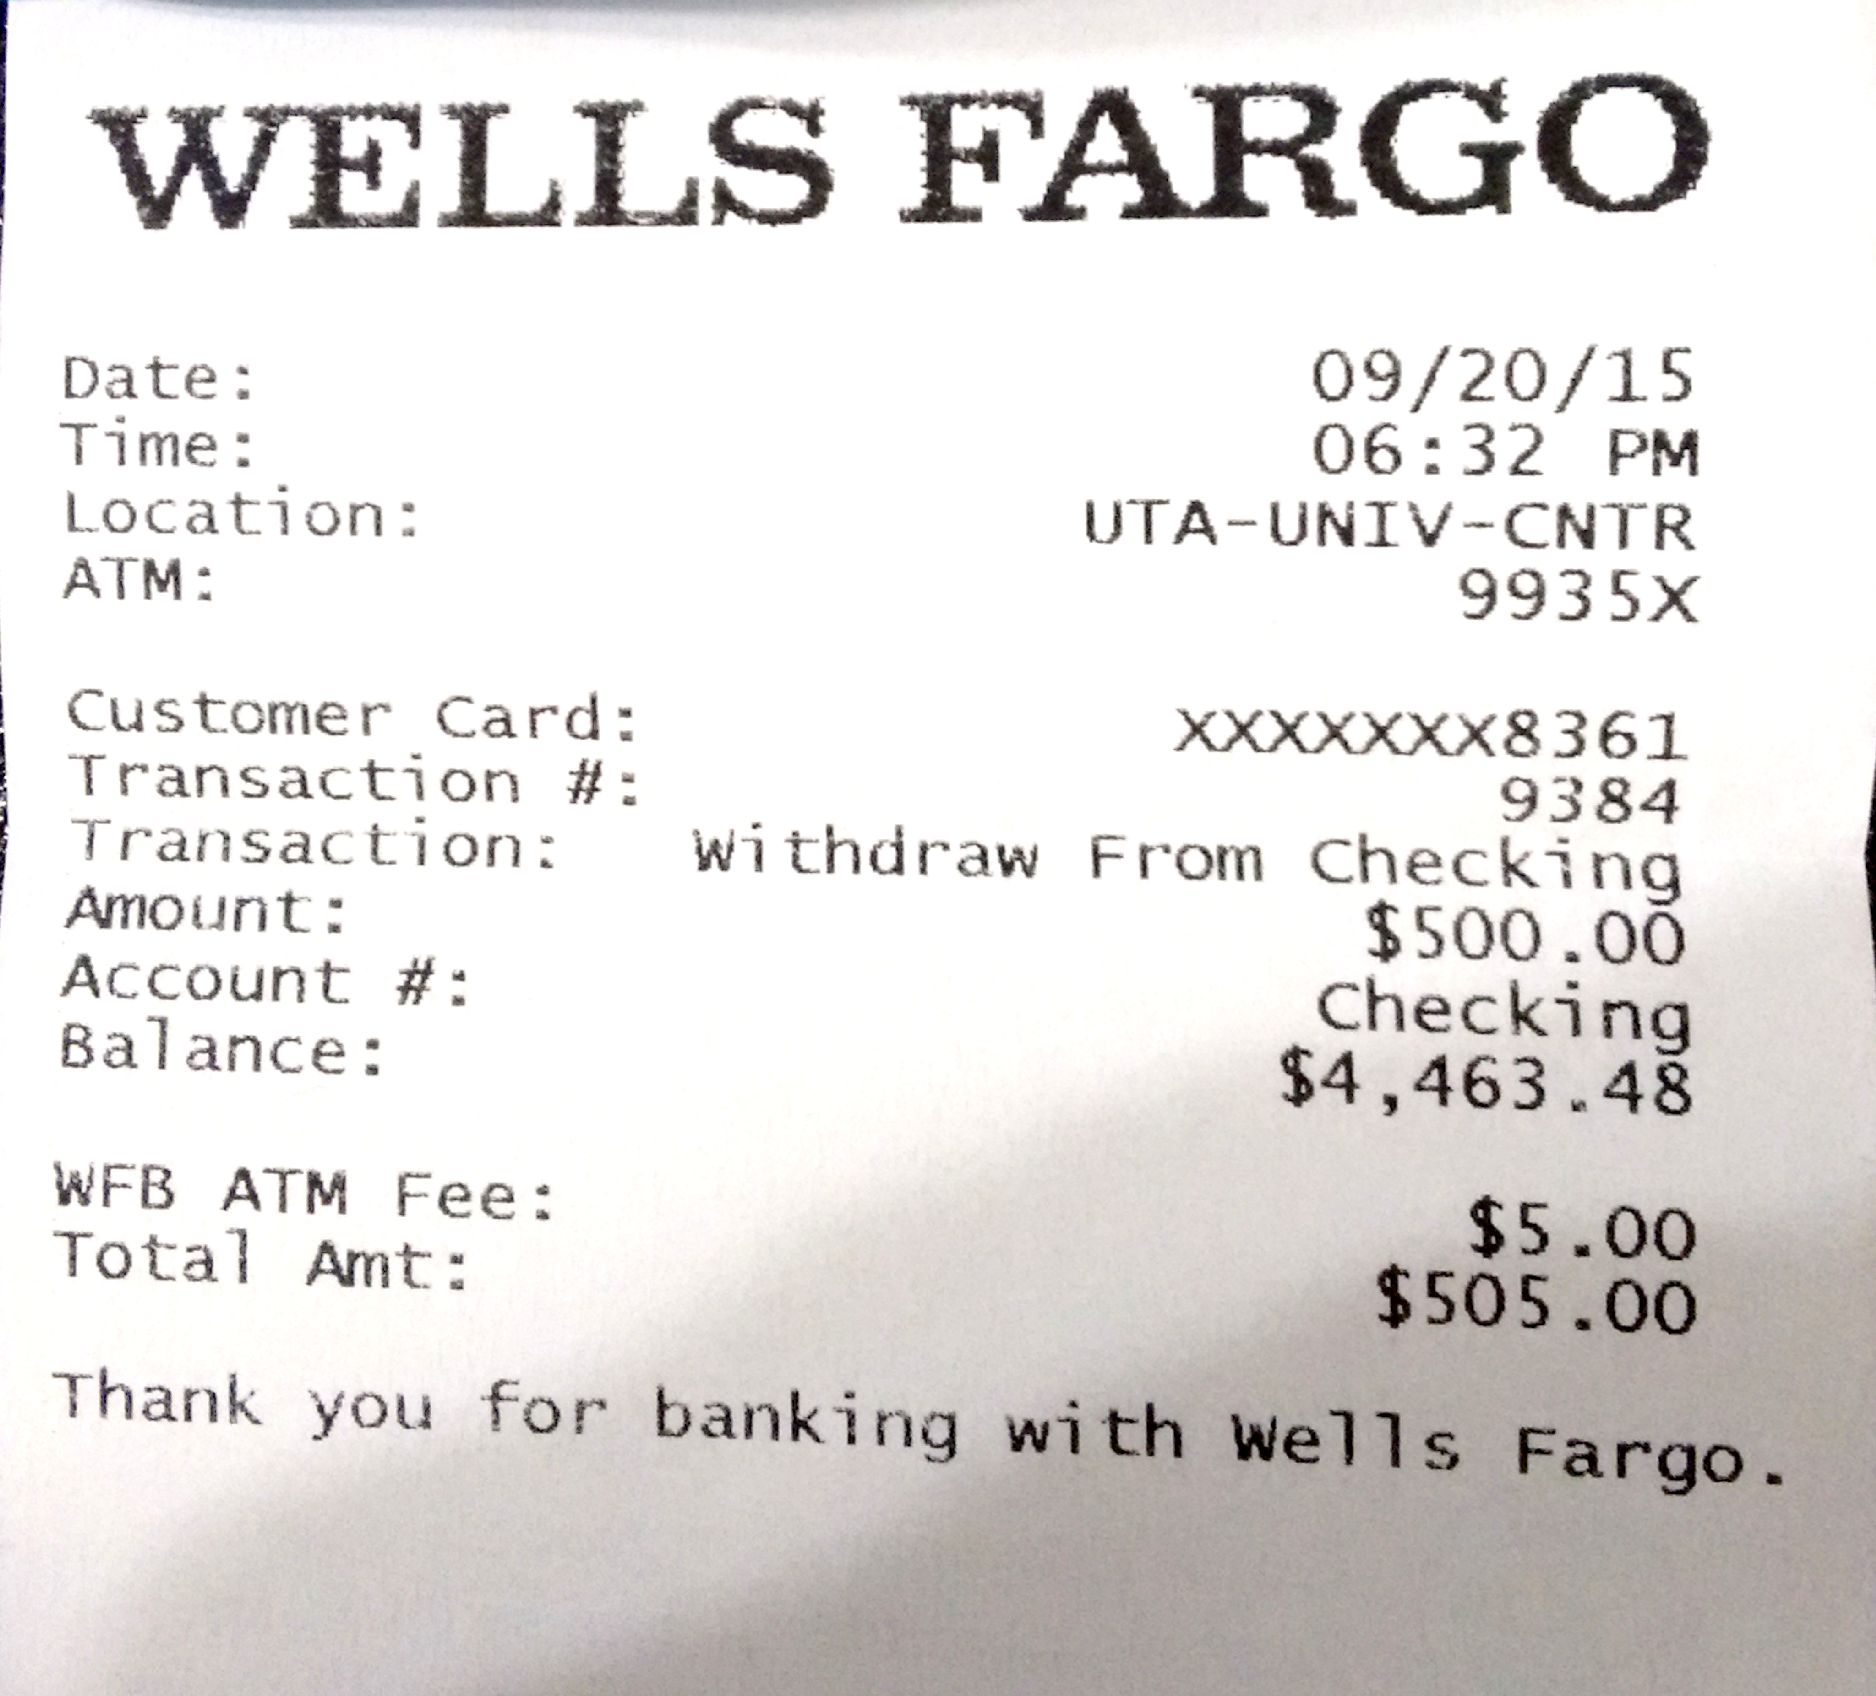 WELLS FARGO
Date: 09/20/15
Time: 06:32 PM
Location: UTA-UNIV-CNTR
ATM: 9935X
Customer Card: XXXXXXX8361
Transaction #: 9384
Transaction: Withdraw From Checking
Amount: $500.00
Account #: Checking
Balance: $4,463.48
WFB ATM Fee: $5.00
Total Amt: $505.00
Thank you for banking with Wells Fargo.